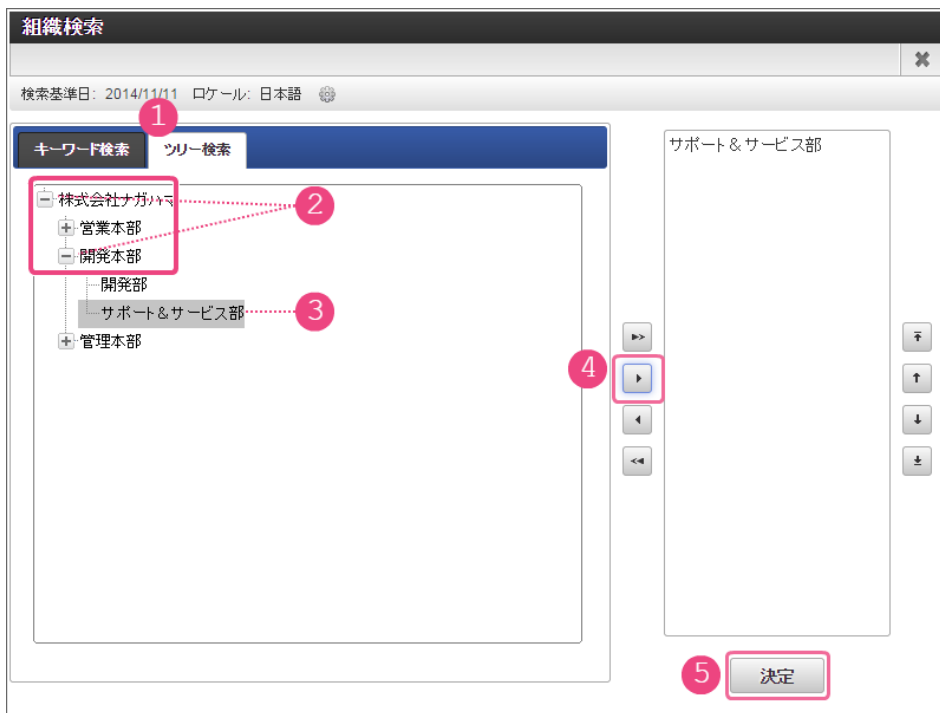 組織検索
検索基準日: 2014/11/11 ロケール: 日本語
1
キーワード検索 ツリー検索
サポート&サービス部
株式会社ナガハマ
2
営業本部
開発本部
開発部
サポート&サービス部
3
管理本部
4
5
決定